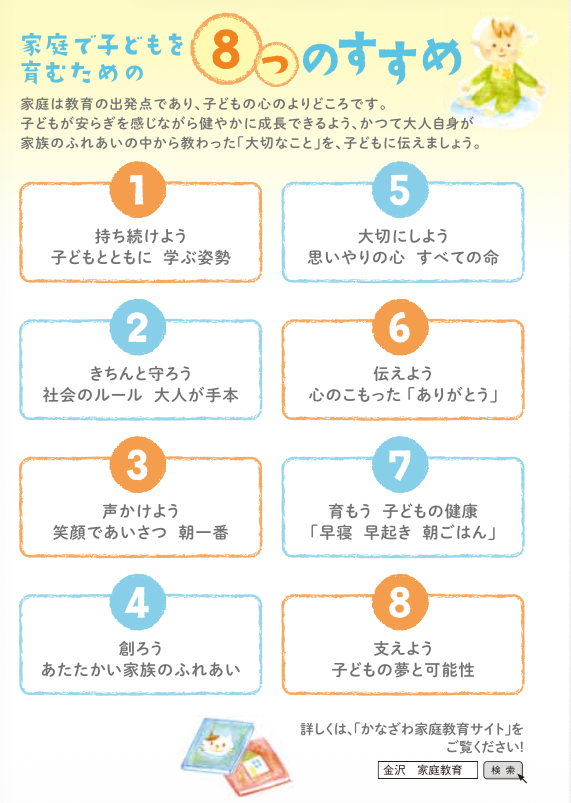 家庭で子どもを
育むための
8つのすすめ
家庭は教育の出発点であり、子どもの心のよりどころです。
子どもが安らぎを感じながら健やかに成長できるよう、かつて大人自身が
家族のふれあいの中から教わった「大切なこと」を、子どもに伝えましょう。
1
持ち続けよう
子どもとともに 学ぶ姿勢
2
きちんと守ろう
社会のルール 大人が手本
3
声かけよう
笑顔であいさつ 朝一番
4
創ろう
あたたかい家族のふれあい
5
大切にしよう
思いやりの心 すべての命
6
伝えよう
心のこもった「ありがとう」
7
育もう 子どもの健康
「早寝 早起き 朝ごはん」
8
支えよう
子どもの夢と可能性
詳しくは、「かなざわ家庭教育サイト」を
ご覧ください!
金沢 家庭教育 検索